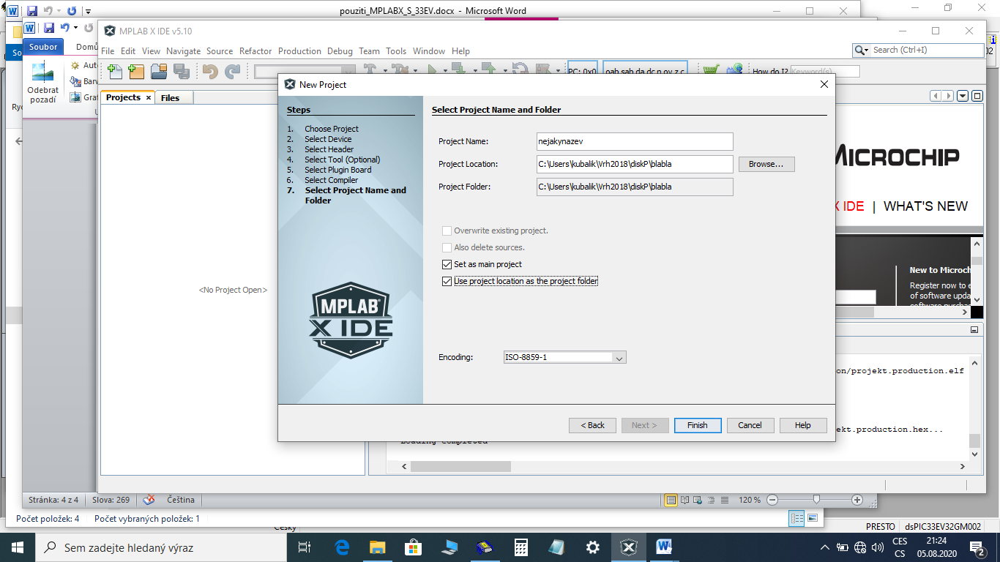 pouziti_MPLABX_S_33EV.docx - Microsoft Word
Soubor
Domů
MPLAB X IDE v5.10
File Edit View Navigate Source Refactor Production Debug Team Tools Window Help
Search (Ctrl+I)
Odebrat
pozadí
PC: 0x0
oab sab da dc n ov z c
How do I?
Keyword(s)
Projects
Files
<No Project Open>
New Project
Steps
1. Choose Project
2. Select Device
3. Select Header
4. Select Tool (Optional)
5. Select Plugin Board
6. Select Compiler
7. Select Project Name and
Folder
MPLAB
X IDE
Select Project Name and Folder
Project Name: nejakynazev
Project Location: C:\Users\kubalik\Vrh2018\diskP\blabla Browse...
Project Folder: C:\Users\kubalik\Vrh2018\diskP\blabla
Overwrite existing project.
Also delete sources.
Set as main project
Use project location as the project folder
Encoding: ISO-8859-1
< Back Next > Finish Cancel Help
MICROCHIP
X IDE | WHAT'S NEW
New to Microch
Register now to e
of software upda
software purchas
on/projekt.production.elf
ekt.production.hex...
Loading completed
Stránka: 4 z 4 Slova: 269 Čeština 120 %
Počet položek: 4 Počet vybraných položek: 1
Česky
PRESTO dsPIC33EV32GM002
Sem zadejte hledaný výraz
CES
CS
21:24
05.08.2020
2